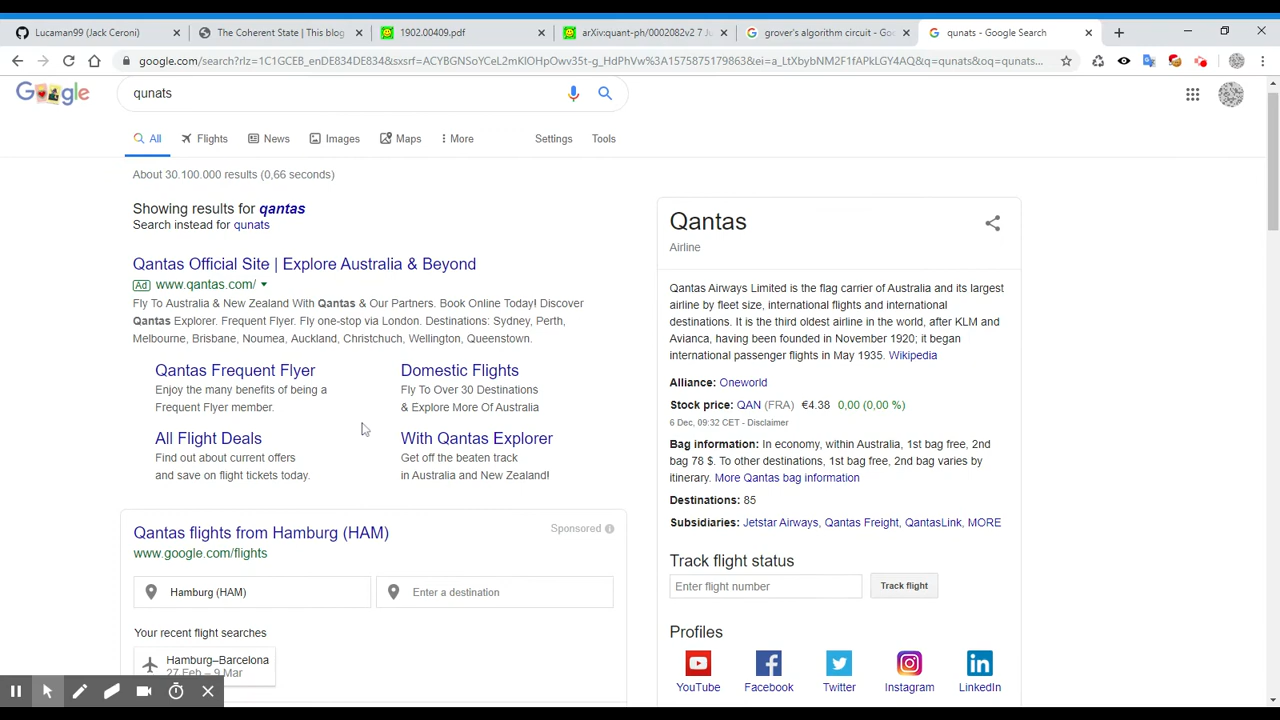 Lucaman99 (Jack Ceroni)
The Coherent State | This blog
1902.00409.pdf
arXiv:quant-ph/0002082v2 7 Ju
grover's algorithm circuit - Goo
qunats - Google Search
google.com/search?rlz=1C1GCEB_enDE834DE834&sxsrf=ACYBGNToYCeL2mKlOHpOwv35t-g_HdPhVw%3A1575875179863&ei=a_LtXbybNM2F1fAPkLGY4AQ&q=qunats&oq=qunats...
Google
qunats
All
Flights
News
Images
Maps
More
Settings
Tools
About 30.100.000 results (0,66 seconds)
Showing results for qantas
Search instead for qunats
Qantas Official Site | Explore Australia & Beyond
Ad www.qantas.com/
Fly To Australia & New Zealand With Qantas & Our Partners. Book Online Today! Discover
Qantas Explorer. Frequent Flyer. Fly one-stop via London. Destinations: Sydney, Perth,
Melbourne, Brisbane, Noumea, Auckland, Christchuch, Wellington, Queenstown.
Qantas Frequent Flyer
Enjoy the many benefits of being a
Frequent Flyer member.
Domestic Flights
Fly To Over 30 Destinations
& Explore More Of Australia
All Flight Deals
Find out about current offers
and save on flight tickets today.
With Qantas Explorer
Get off the beaten track
in Australia and New Zealand!
Qantas flights from Hamburg (HAM)
Sponsored
www.google.com/flights
Hamburg (HAM)
Enter a destination
Your recent flight searches
Hamburg–Barcelona
27 Feb – 9 Mar
Qantas
Airline
Qantas Airways Limited is the flag carrier of Australia and its largest
airline by fleet size, international flights and international
destinations. It is the third oldest airline in the world, after KLM and
Avianca, having been founded in November 1920; it began
international passenger flights in May 1935. Wikipedia
Alliance: Oneworld
Stock price: QAN (FRA) €4.38 0,00 (0,00 %)
6 Dec, 09:32 CET - Disclaimer
Bag information: In economy, within Australia, 1st bag free, 2nd
bag 78 $. To other destinations, 1st bag free, 2nd bag varies by
itinerary. More Qantas bag information
Destinations: 85
Subsidiaries: Jetstar Airways, Qantas Freight, QantasLink, MORE
Track flight status
Enter flight number
Track flight
Profiles
YouTube
Facebook
Twitter
Instagram
LinkedIn